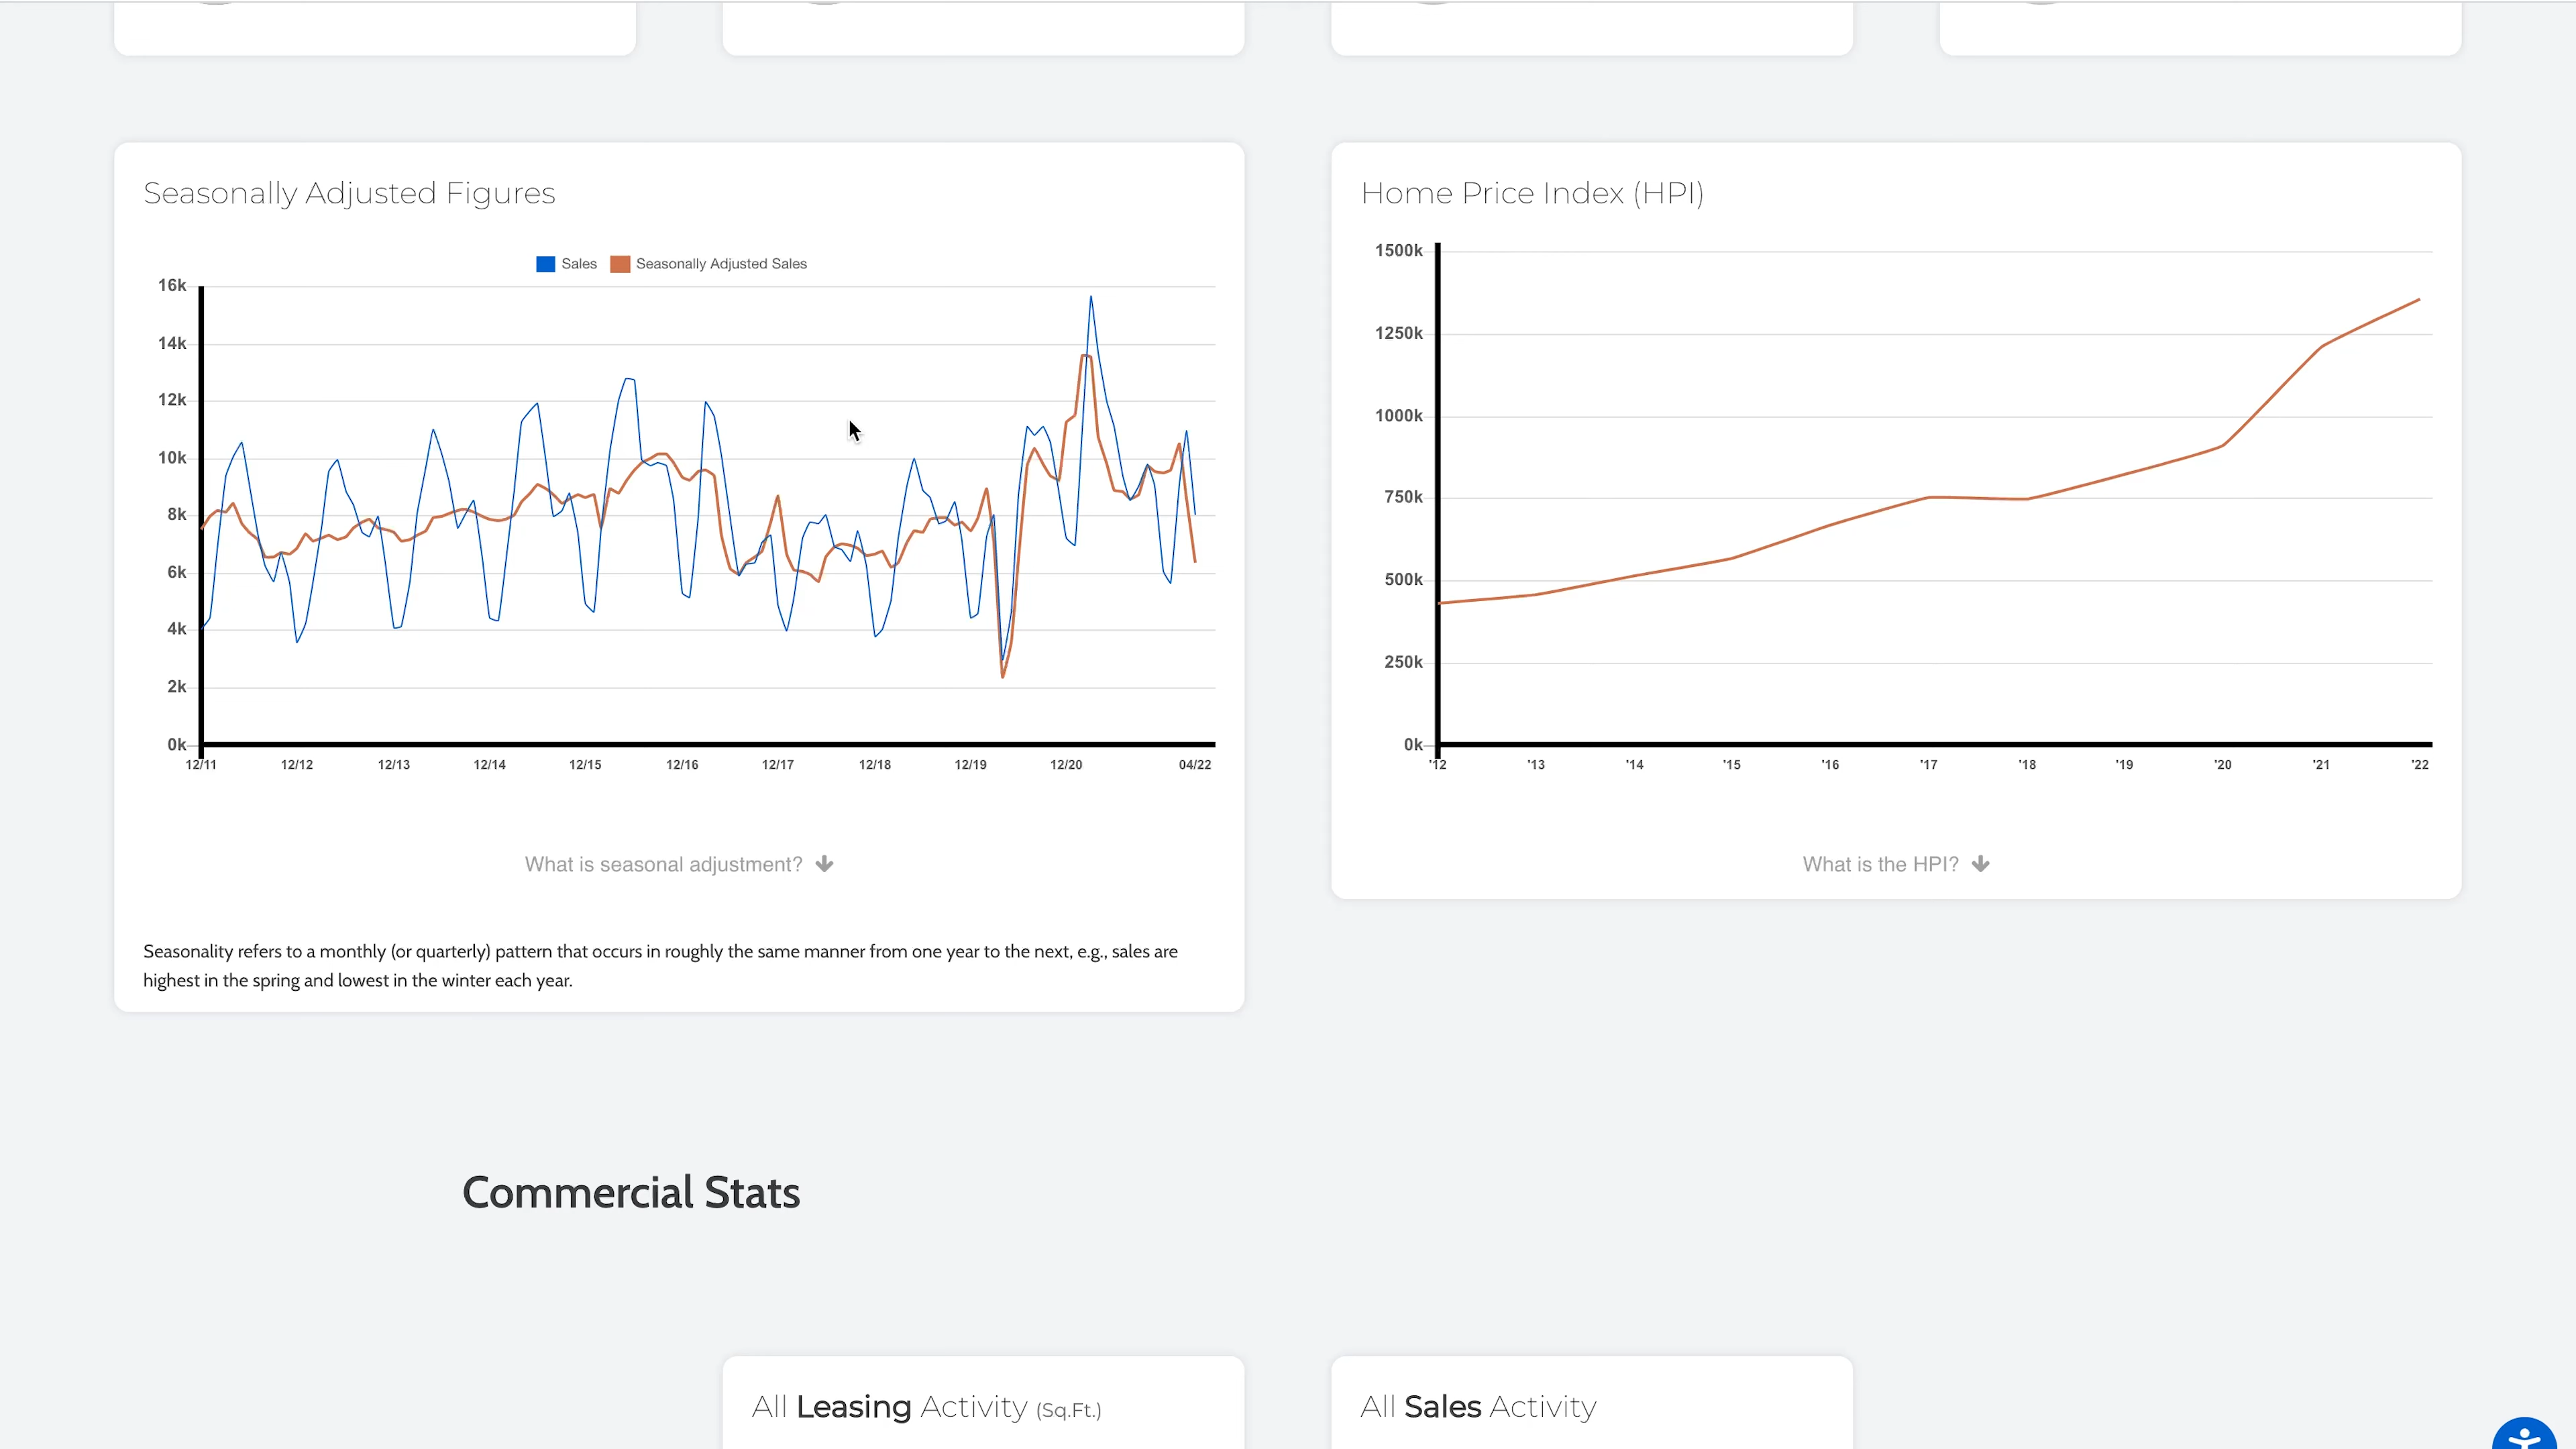 Seasonally Adjusted Figures
Sales Seasonally Adjusted Sales
16k
14k
12k
10k
8k
6k
4k
2k
0k
12/11 12/12 12/13 12/14 12/15 12/16 12/17 12/18 12/19 12/20 04/22
What is seasonal adjustment?
Seasonality refers to a monthly (or quarterly) pattern that occurs in roughly the same manner from one year to the next, e.g., sales are
highest in the spring and lowest in the winter each year.
Home Price Index (HPI)
1500k
1250k
1000k
750k
500k
250k
0k
'12 '13 '14 '15 '16 '17 '18 '19 '20 '21 '22
What is the HPI?
Commercial Stats
All Leasing Activity (Sq.Ft.)
All Sales Activity